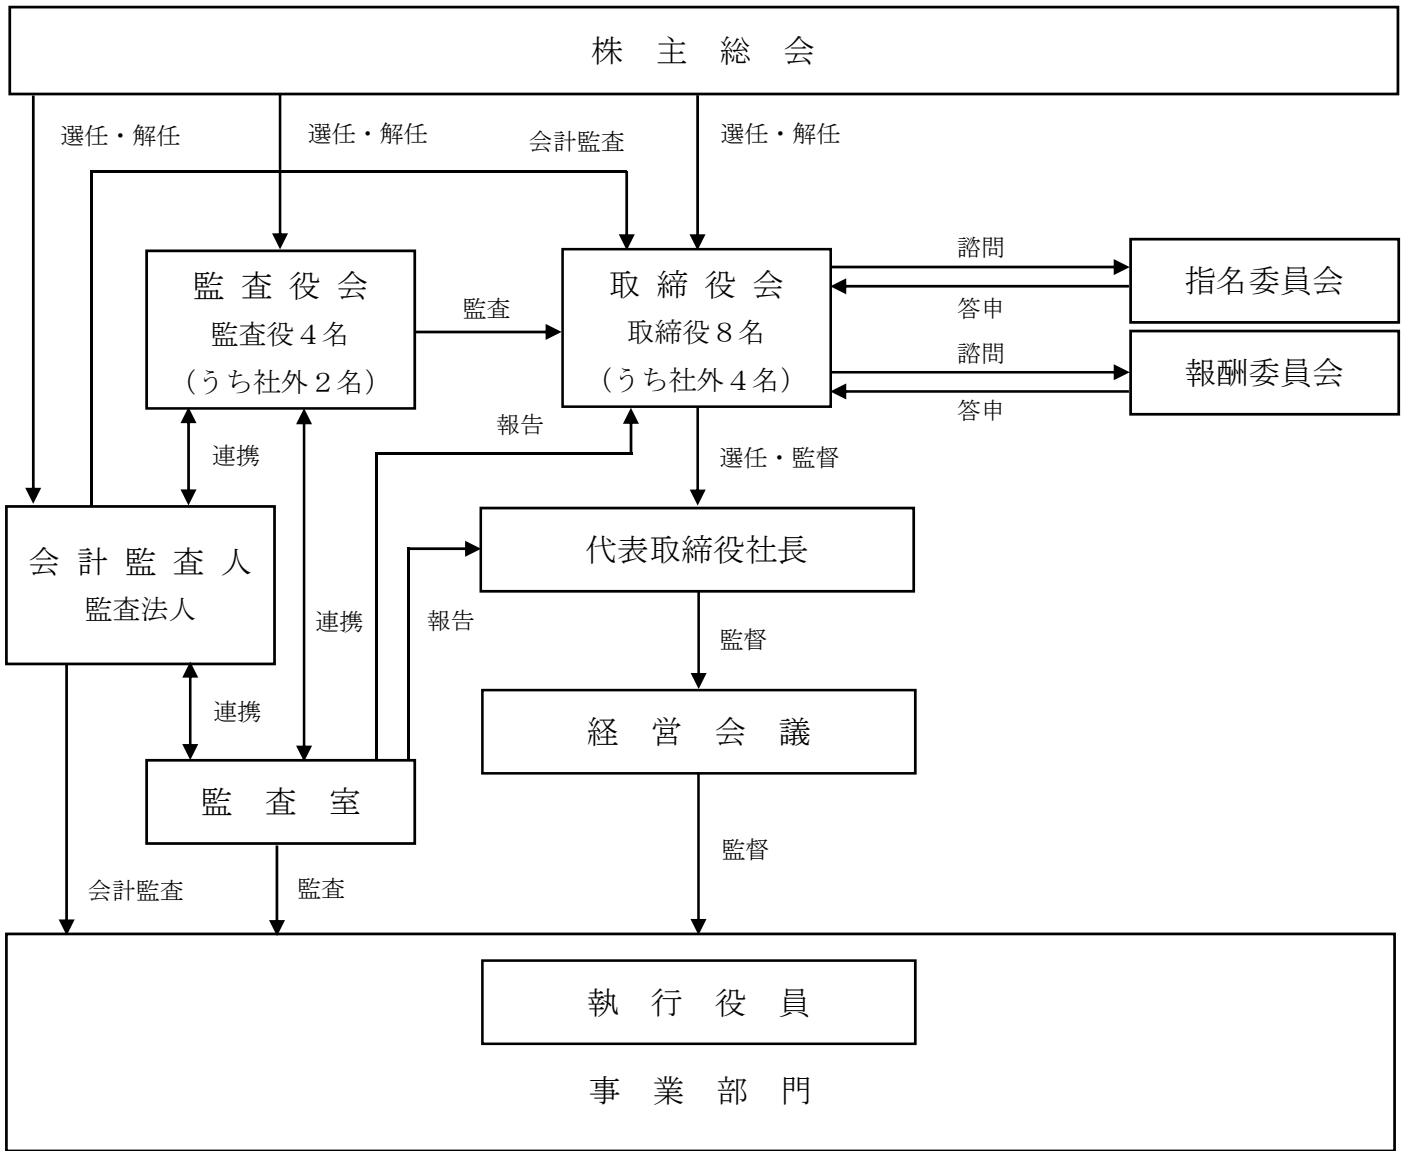 株主総会
選任・解任
選任・解任
会計監査
選任・解任
監査役会
監査役４名
（うち社外２名）
監査
取締役会
取締役８名
（うち社外４名）
諮問
答申
指名委員会
諮問
答申
報酬委員会
連携
報告
選任・監督
会計監査人
監査法人
連携
報告
代表取締役社長
監督
連携
経営会議
監査室
監督
会計監査
監査
執行役員
事業部門